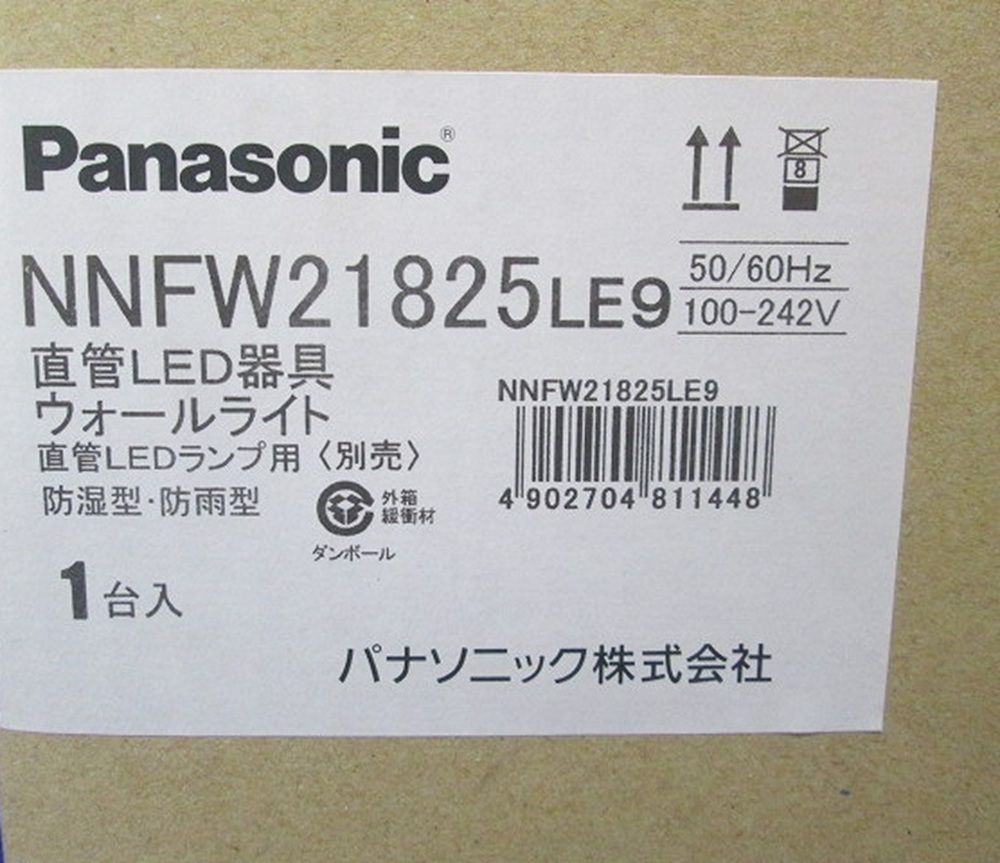 Panasonic®
8
NNFW21825LE9
50/60Hz
100-242V
直管LED器具
ウォールライト
直管LEDランプ用〈別売〉
防湿型・防雨型
NNFW21825LE9
4902704811448
外箱
緩衝材
ダンボール
1台入
パナソニック株式会社